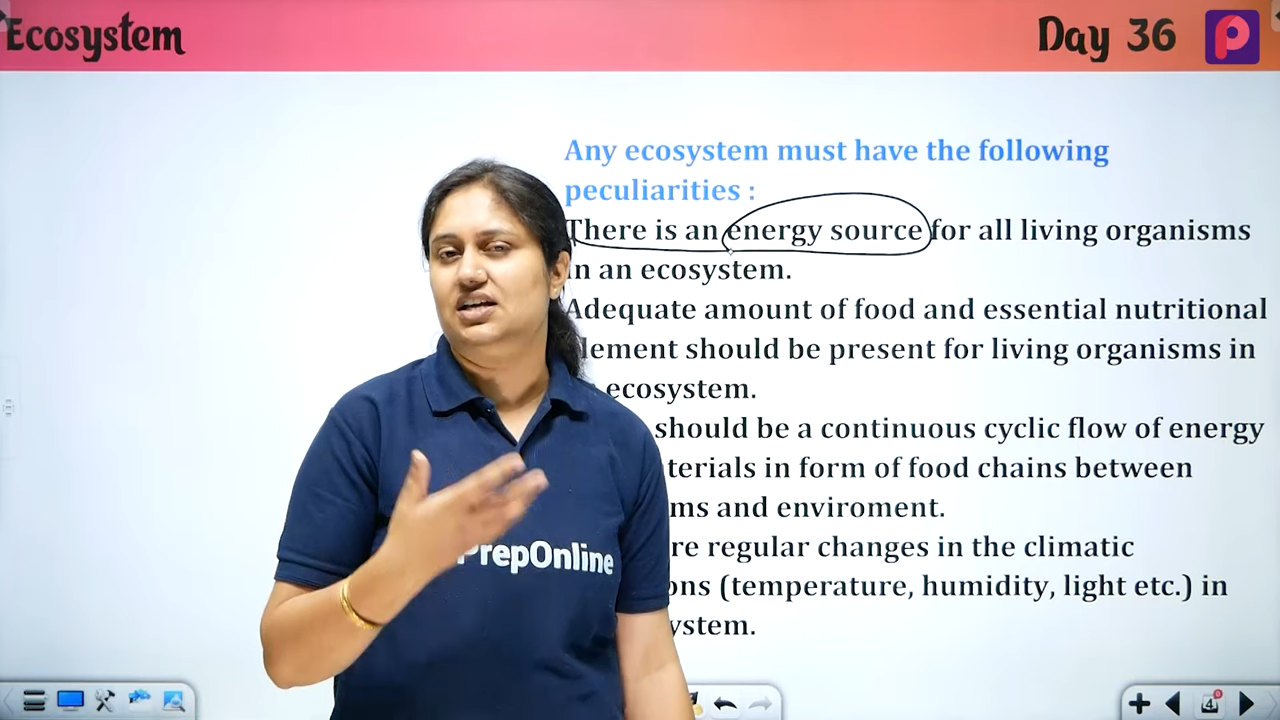 Ecosystem
Day 36
Any ecosystem must have the following
peculiarities :
There is an energy source for all living organisms
in an ecosystem.
Adequate amount of food and essential nutritional
lement should be present for living organisms in
ecosystem.
should be a continuous cyclic flow of energy
terials in form of food chains between
ms and enviroment.
re regular changes in the climatic
ons (temperature, humidity, light etc.) in
ystem.
PrepOnline
4